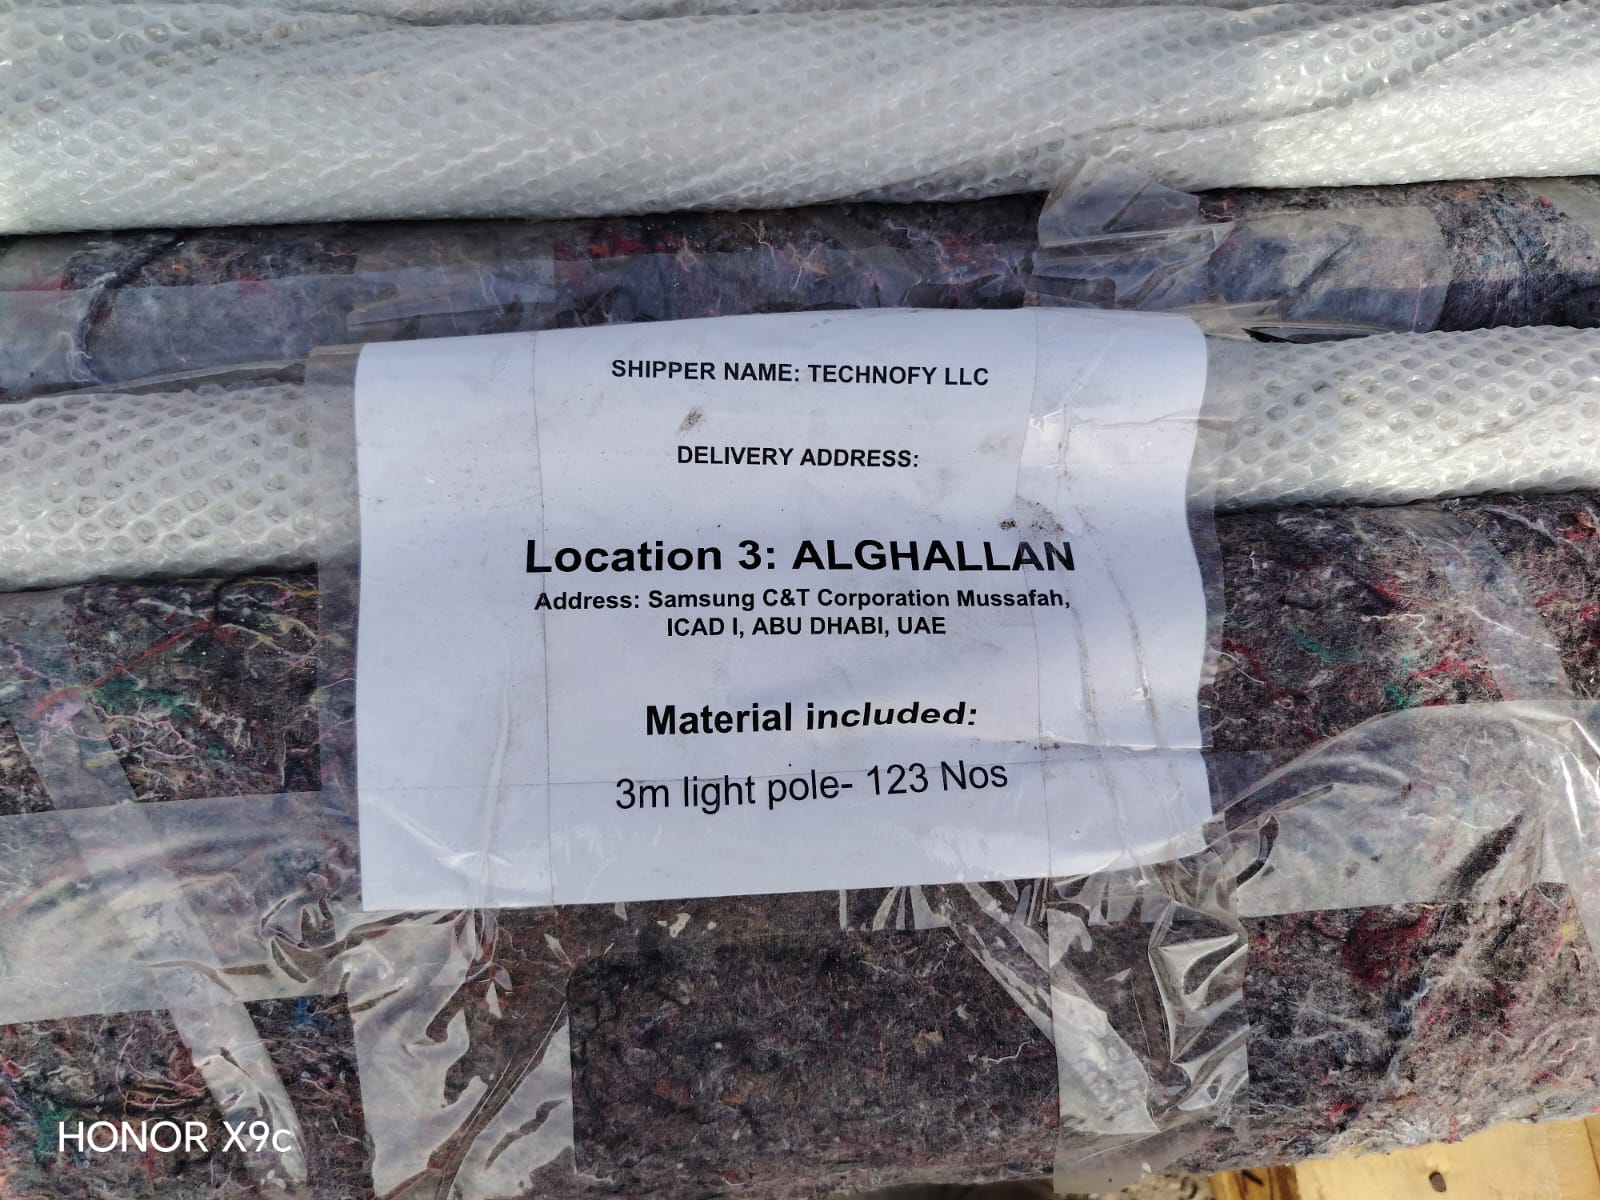 SHIPPER NAME: TECHNOFY LLC
DELIVERY ADDRESS:
Location 3: ALGHALLAN
Address: Samsung C&T Corporation Mussafah,
ICAD I, ABU DHABI, UAE
Material included:
3m light pole- 123 Nos
HONOR X9c